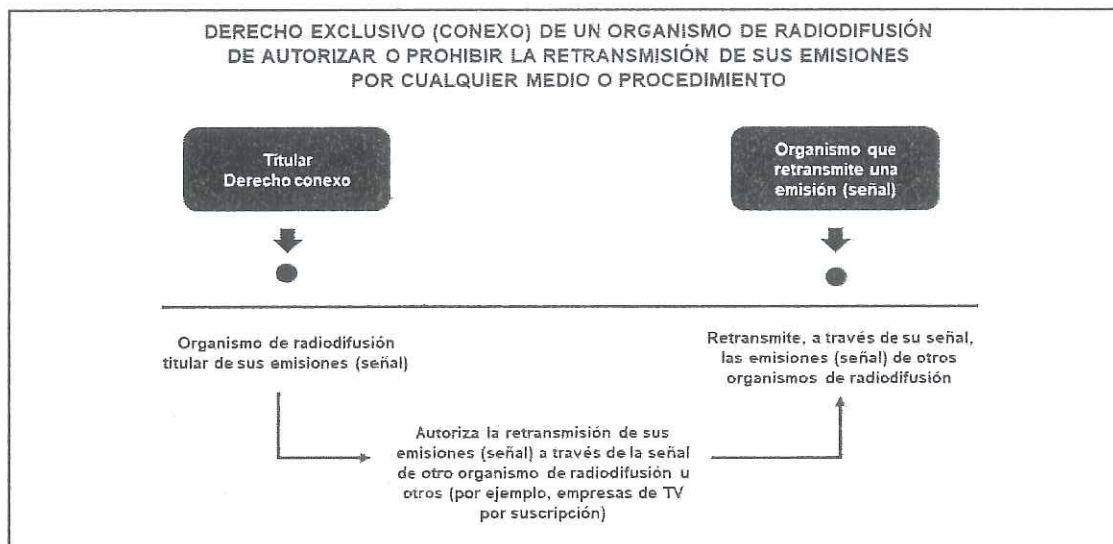 DERECHO EXCLUSIVO (CONEXO) DE UN ORGANISMO DE RADIODIFUSIÓN
DE AUTORIZAR O PROHIBIR LA RETRANSMISIÓN DE SUS EMISIONES
POR CUALQUIER MEDIO O PROCEDIMIENTO
Titular
Derecho conexo
Organismo que
retransmite una
emisión (señal)
Organismo de radiodifusión
titular de sus emisiones (señal)
Retransmite, a través de su señal,
las emisiones (señal) de otros
organismos de radiodifusión
Autoriza la retransmisión de sus
emisiones (señal) a través de la señal
de otro organismo de radiodifusión u
otros (por ejemplo, empresas de TV
por suscripción)